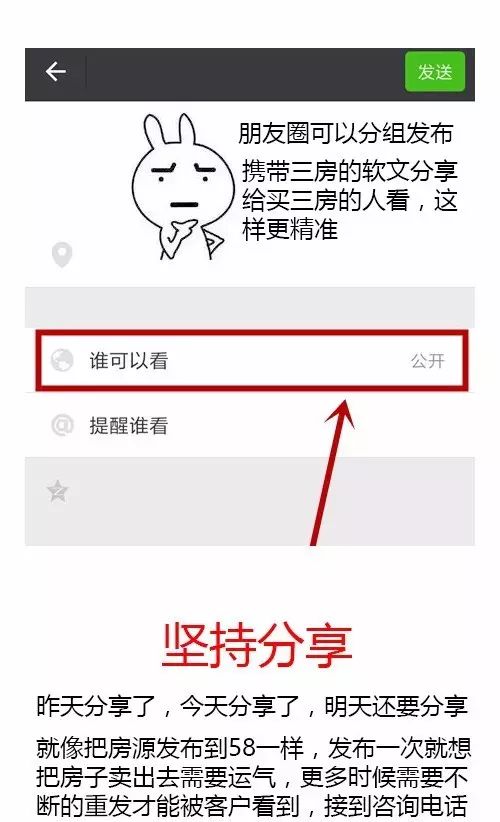 发送
朋友圈可以分组发布
携带三房的软文分享
给买三房的人看，这
样更精准
谁可以看
公开
@
提醒谁看
坚持分享
昨天分享了，今天分享了，明天还要分享
就像把房源发布到58一样，发布一次就想
把房子卖出去需要运气，更多时候需要不
断的重发才能被客户看到，接到咨询电话